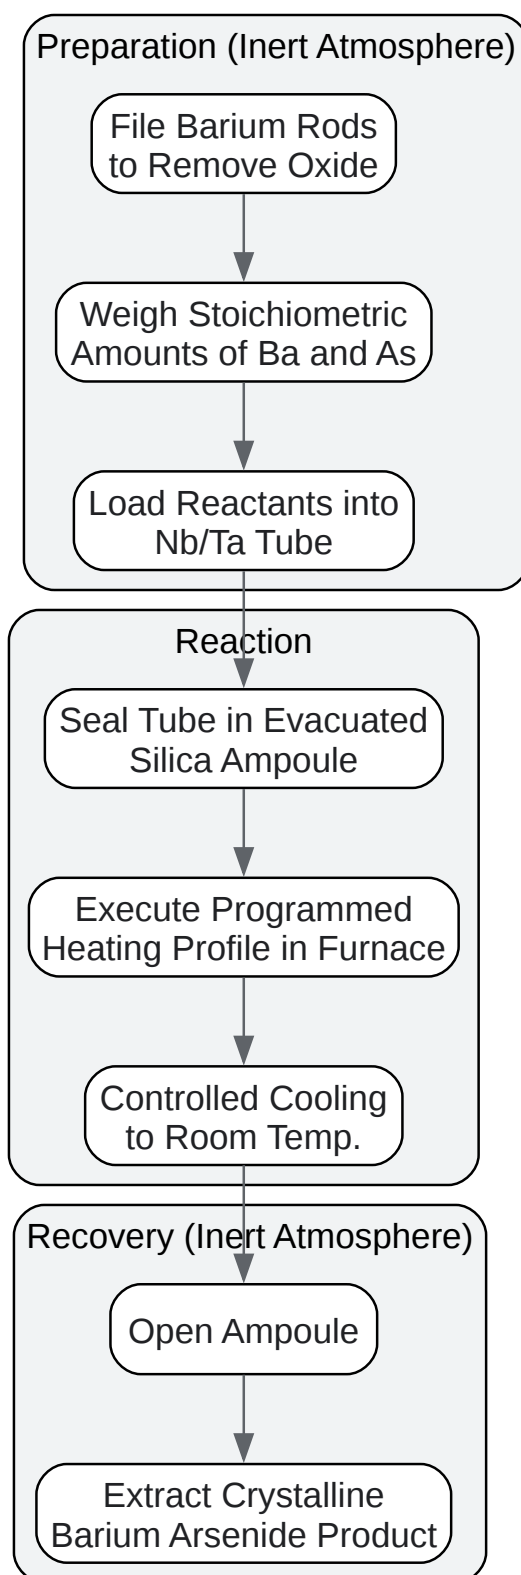 Preparation (Inert Atmosphere)
File Barium Rods
to Remove Oxide
Weigh Stoichiometric
Amounts of Ba and As
Load Reactants into
Nb/Ta Tube
Reaction
Seal Tube in Evacuated
Silica Ampoule
Execute Programmed
Heating Profile in Furnace
Controlled Cooling
to Room Temp.
Recovery (Inert Atmosphere)
Open Ampoule
Extract Crystalline
Barium Arsenide Product